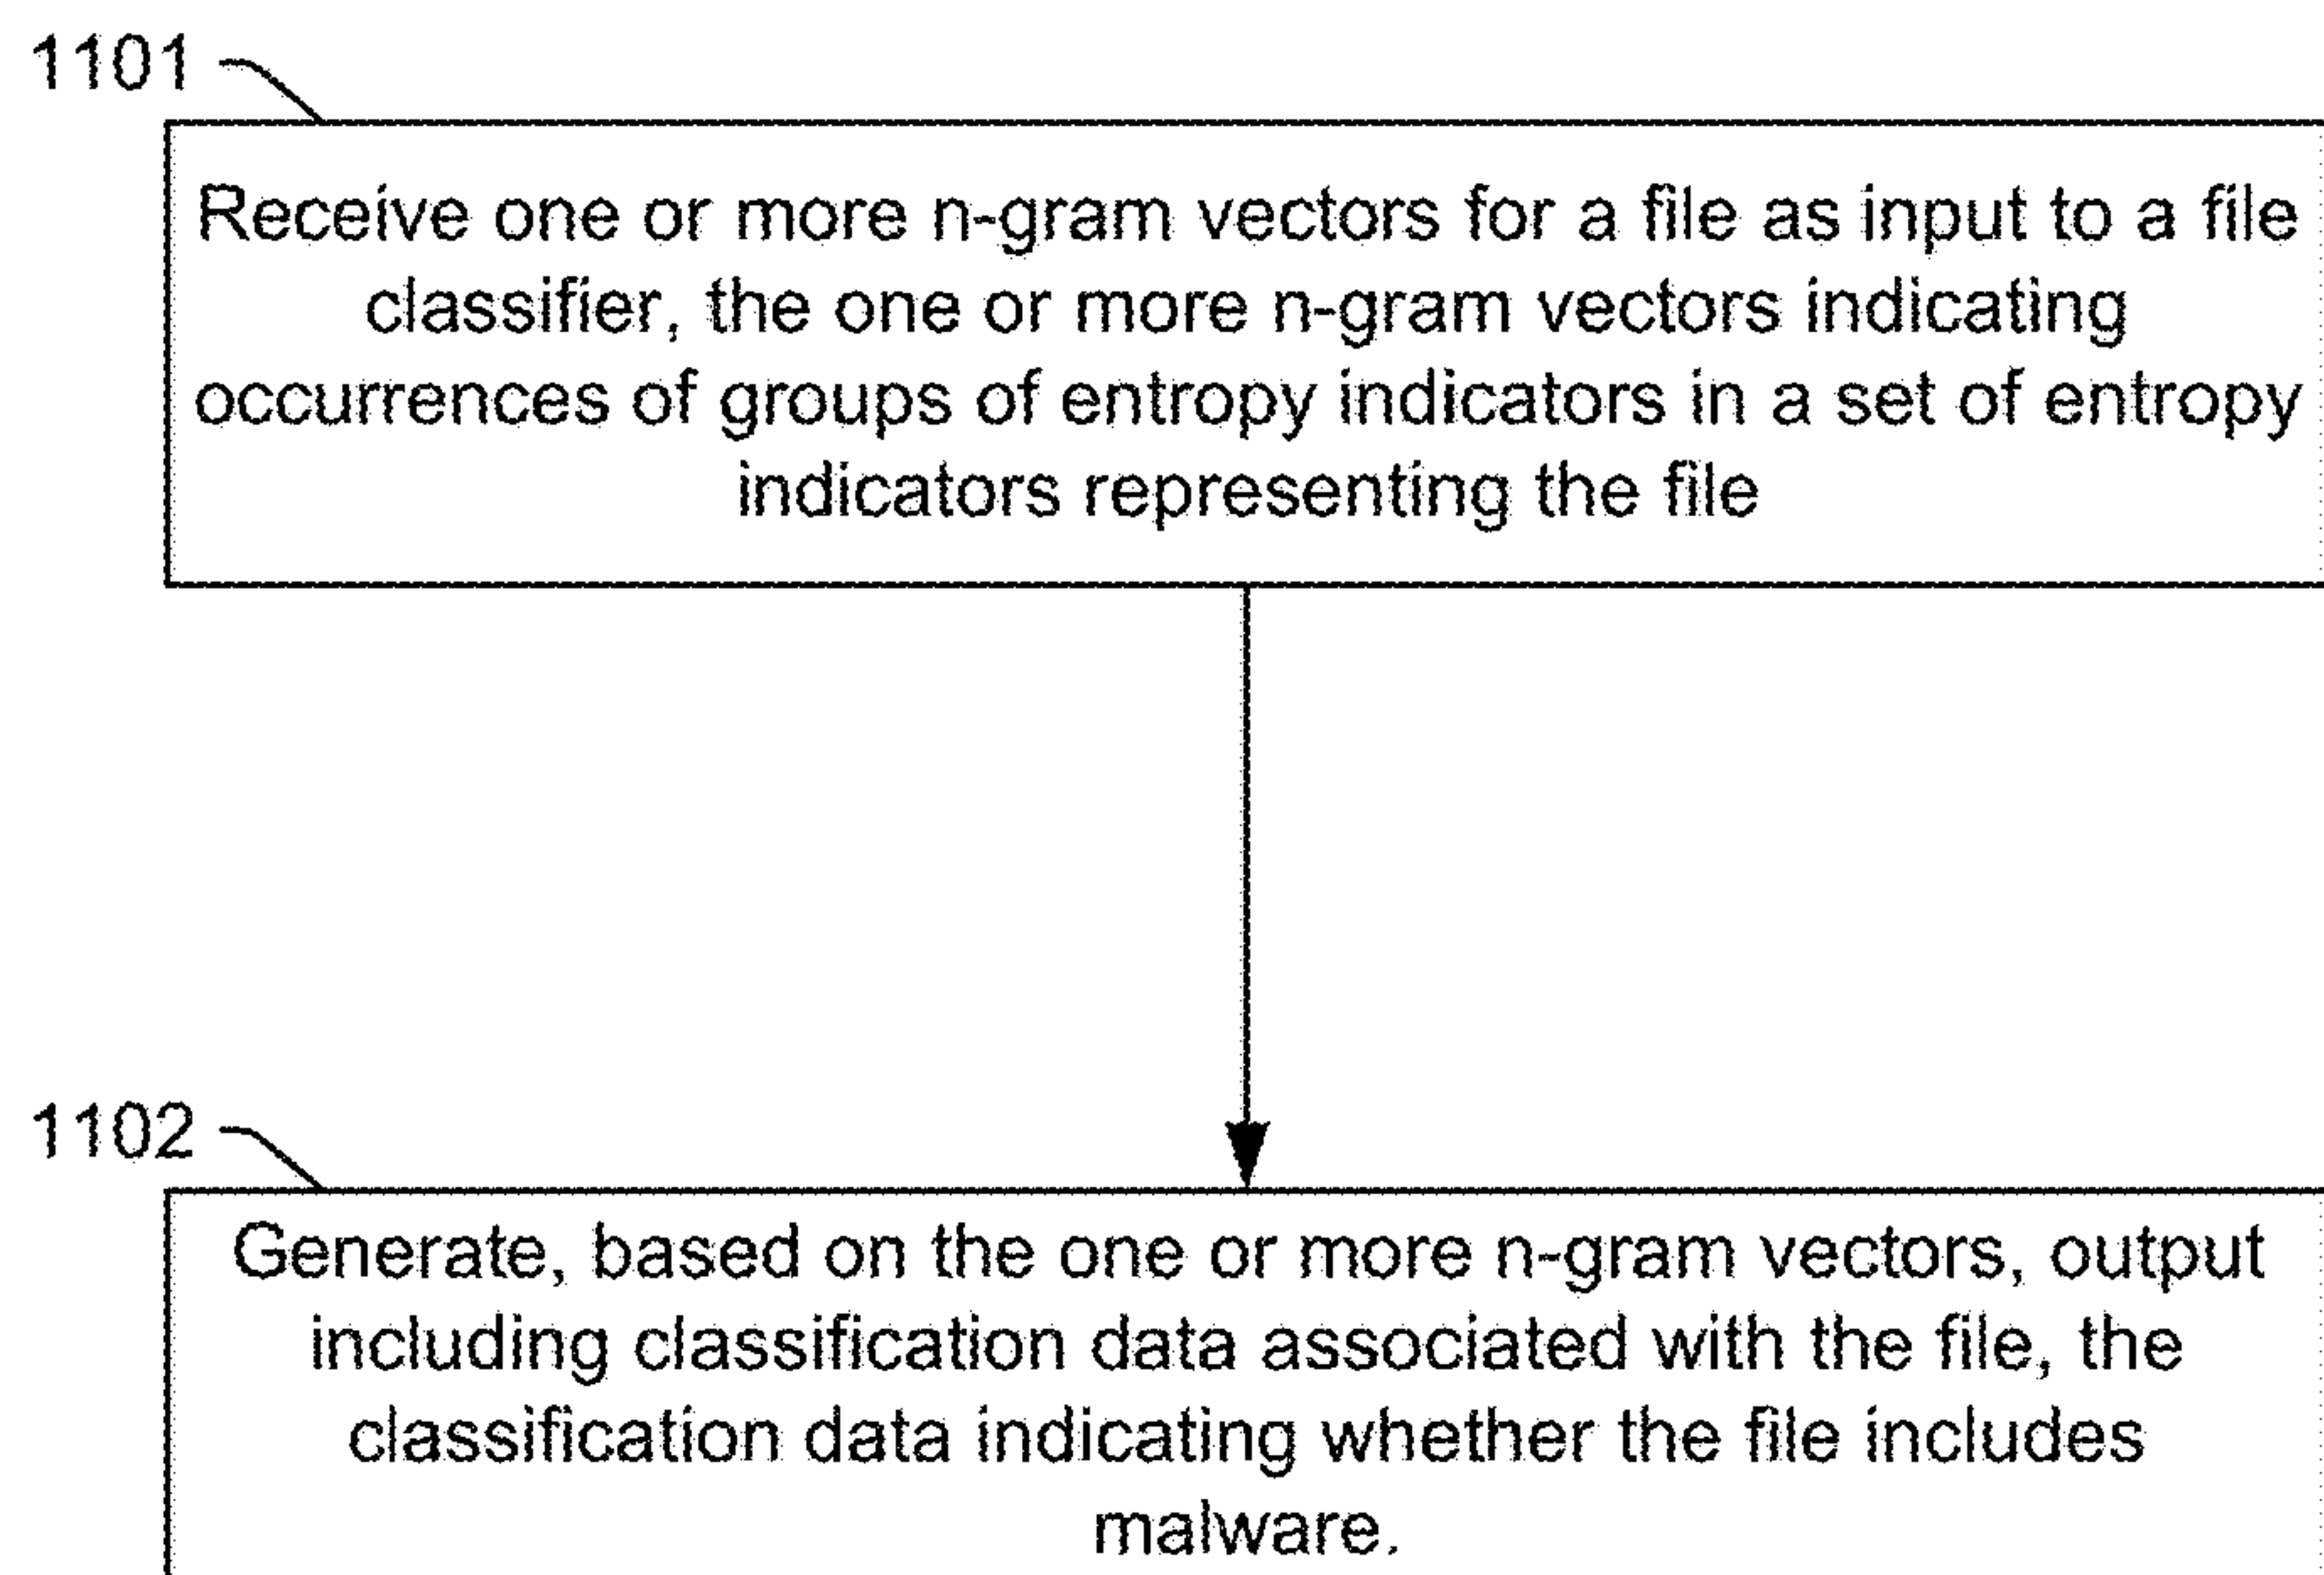 1101
Receive one or more n-gram vectors for a file as input to a file
classifier, the one or more n-gram vectors indicating
occurrences of groups of entropy indicators in a set of entropy
indicators representing the file
1102
Generate, based on the one or more n-gram vectors, output
including classification data associated with the file, the
classification data indicating whether the file includes
malware.